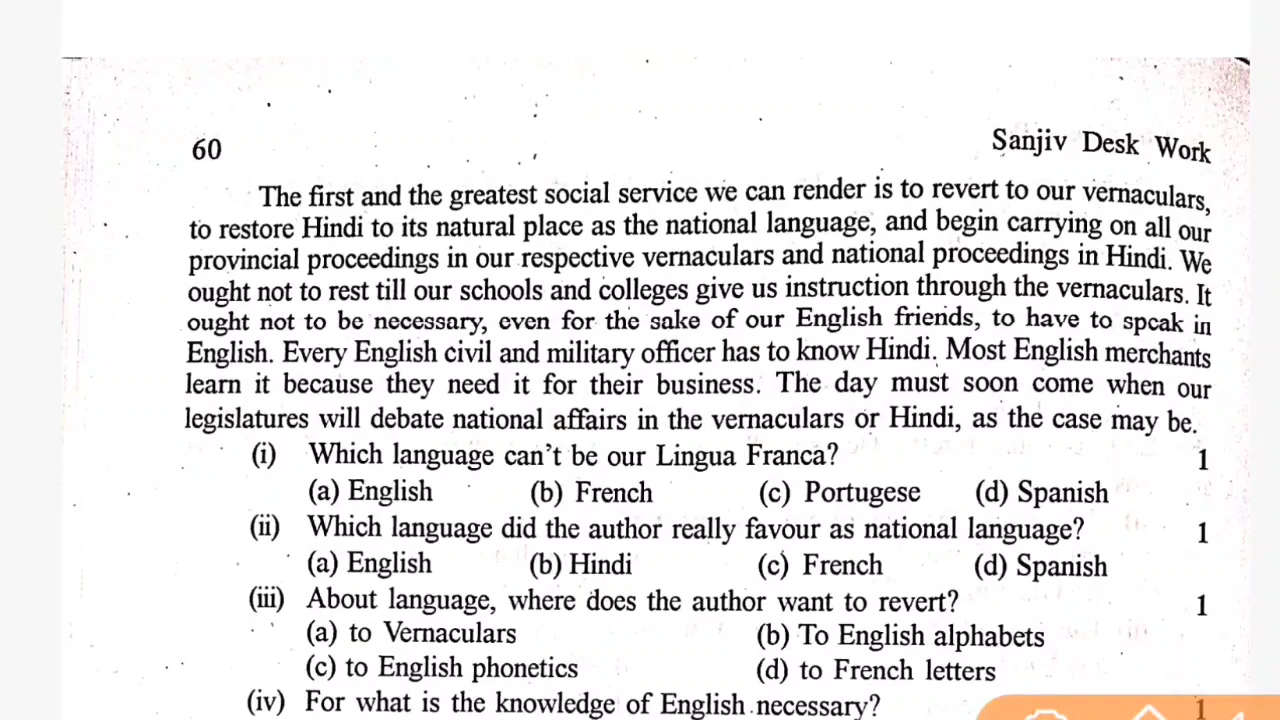 60 Sanjiv Desk Work
The first and the greatest social service we can render is to revert to our vernaculars,
to restore Hindi to its natural place as the national language, and begin carrying on all our
provincial proceedings in our respective vernaculars and national proceedings in Hindi. We
ought not to rest till our schools and colleges give us instruction through the vernaculars. It
ought not to be necessary, even for the sake of our English friends, to have to speak in
English. Every English civil and military officer has to know Hindi. Most English merchants
learn it because they need it for their business. The day must soon come when our
legislatures will debate national affairs in the vernaculars or Hindi, as the case may be.
(i) Which language can't be our Lingua Franca? 1
(a) English (b) French (c) Portugese (d) Spanish
(ii) Which language did the author really favour as national language? 1
(a) English (b) Hindi (c) French (d) Spanish
(iii) About language, where does the author want to revert? 1
(a) to Vernaculars (b) To English alphabets
(c) to English phonetics (d) to French letters
(iv) For what is the knowledge of English necessary? 1